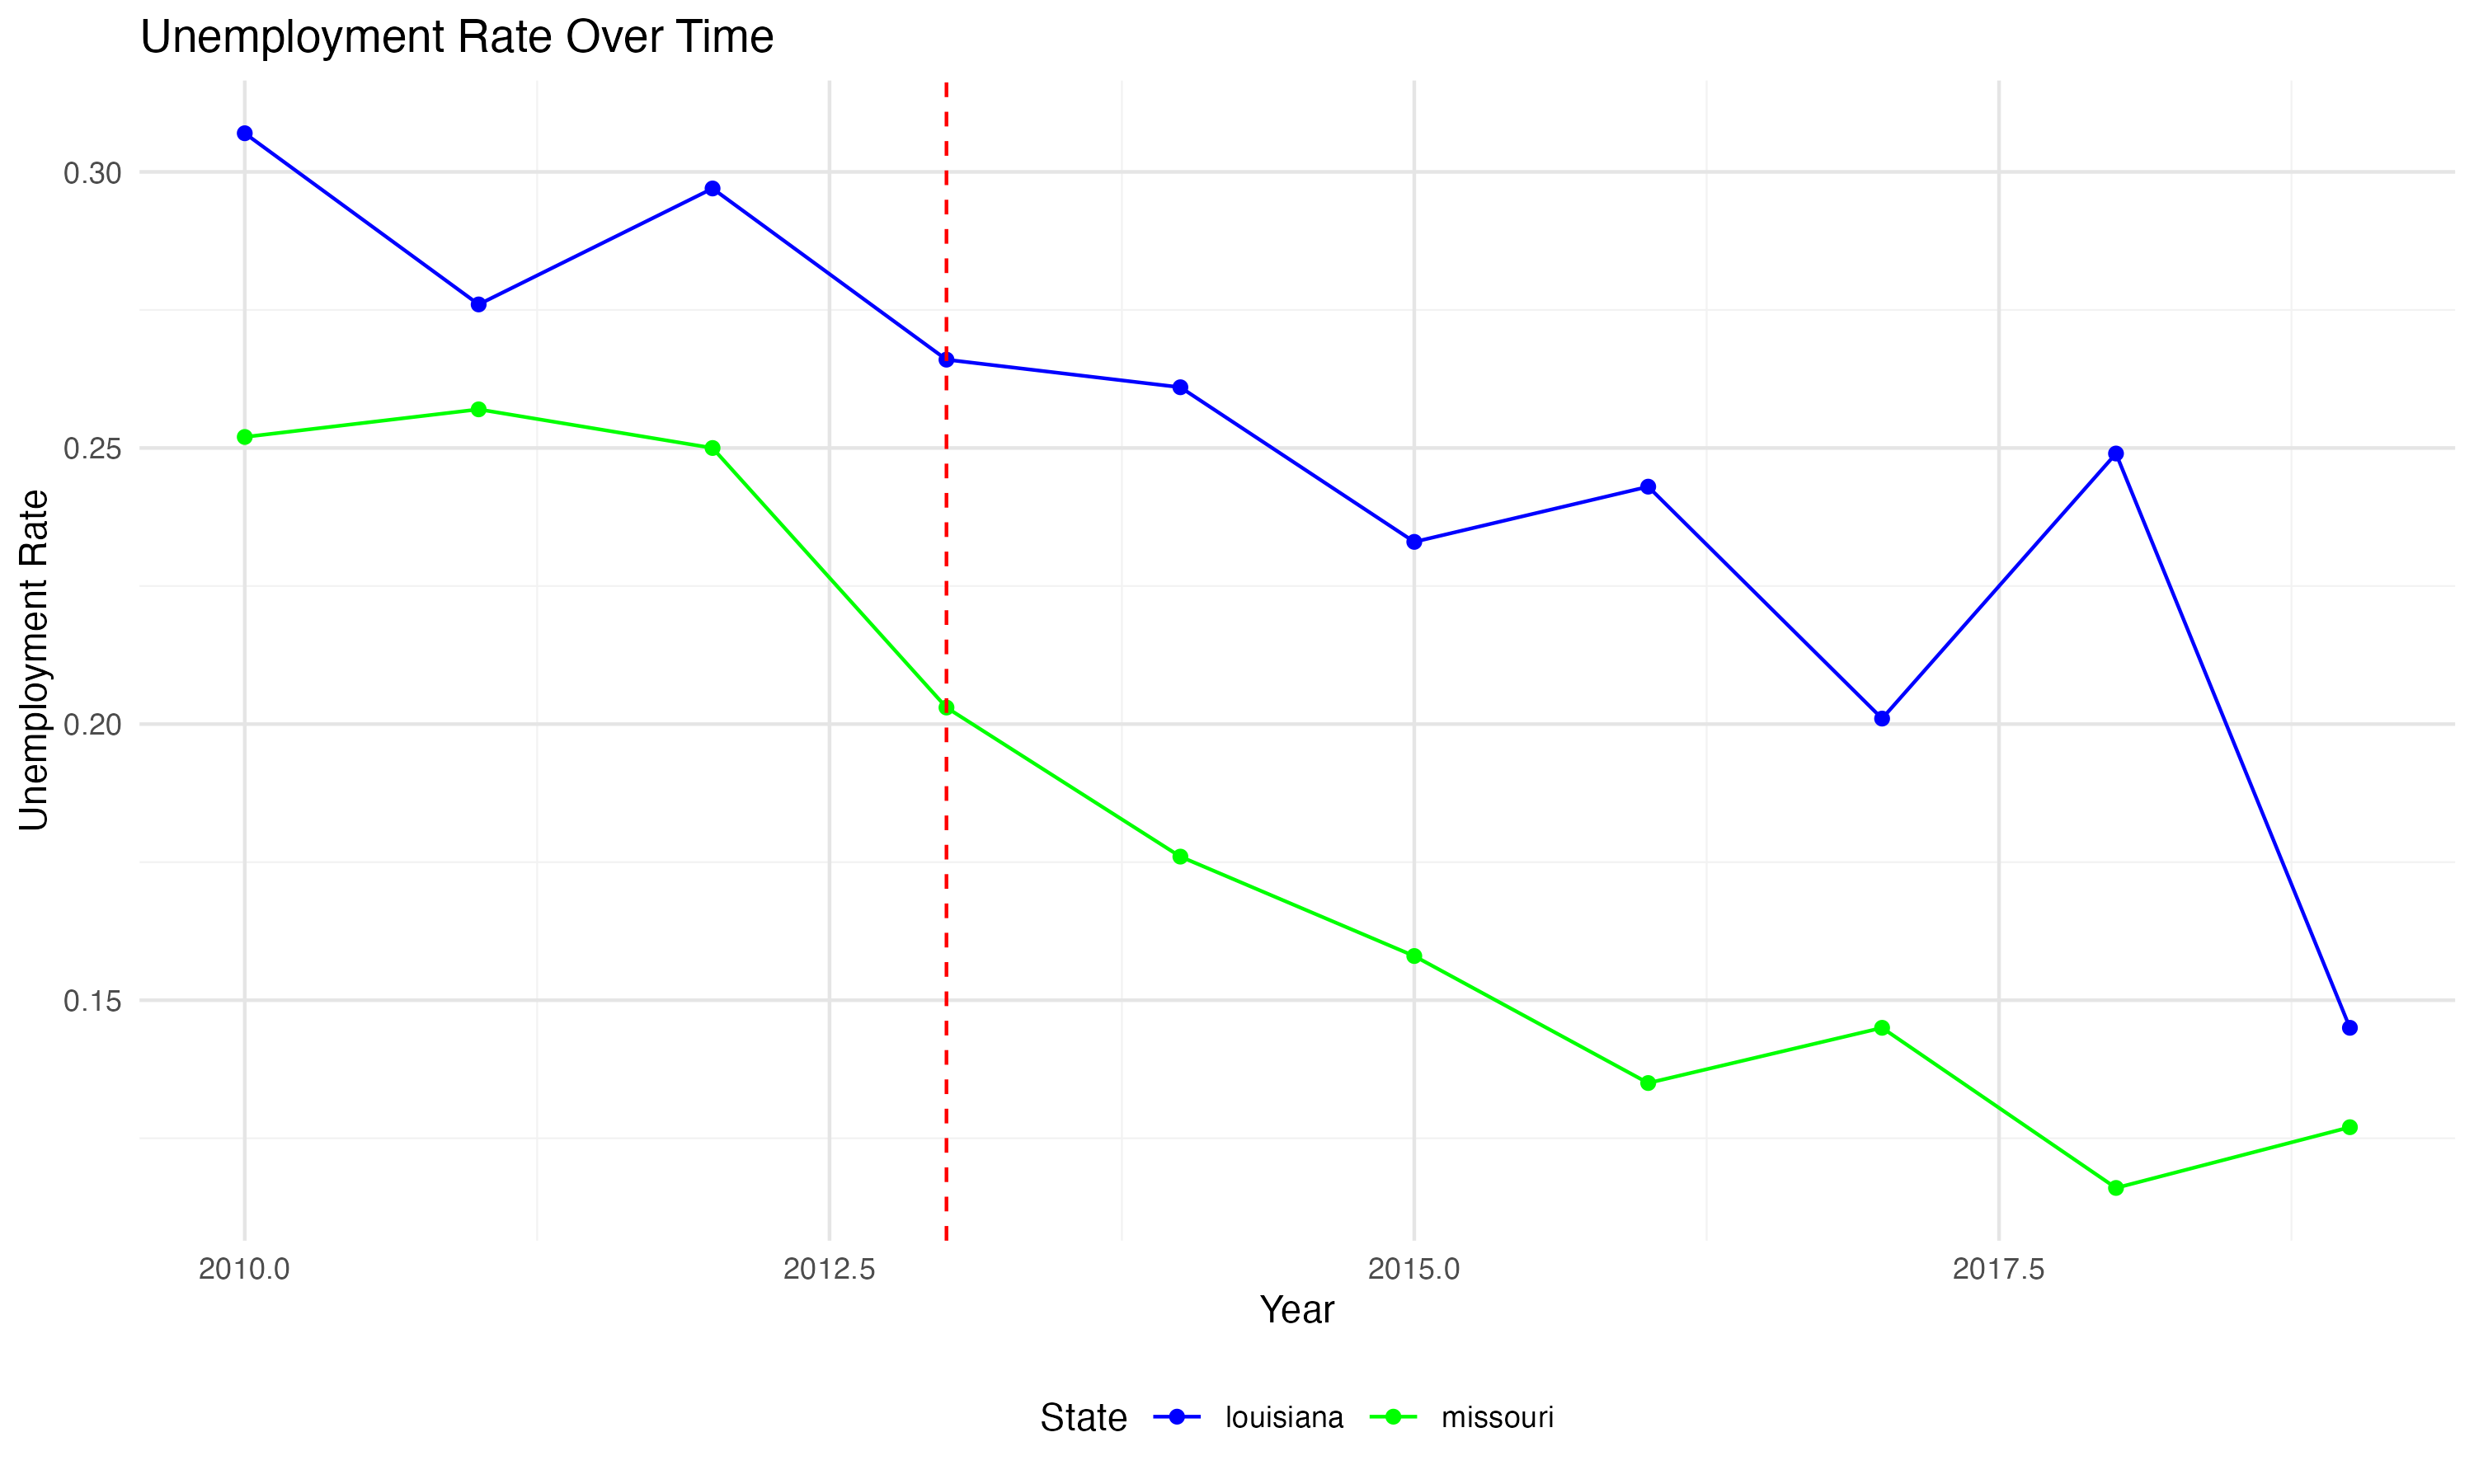 Unemployment Rate Over Time
Unemployment Rate
0.30
0.25
0.20
0.15
2010.0 2012.5 2015.0 2017.5
Year
State louisiana missouri